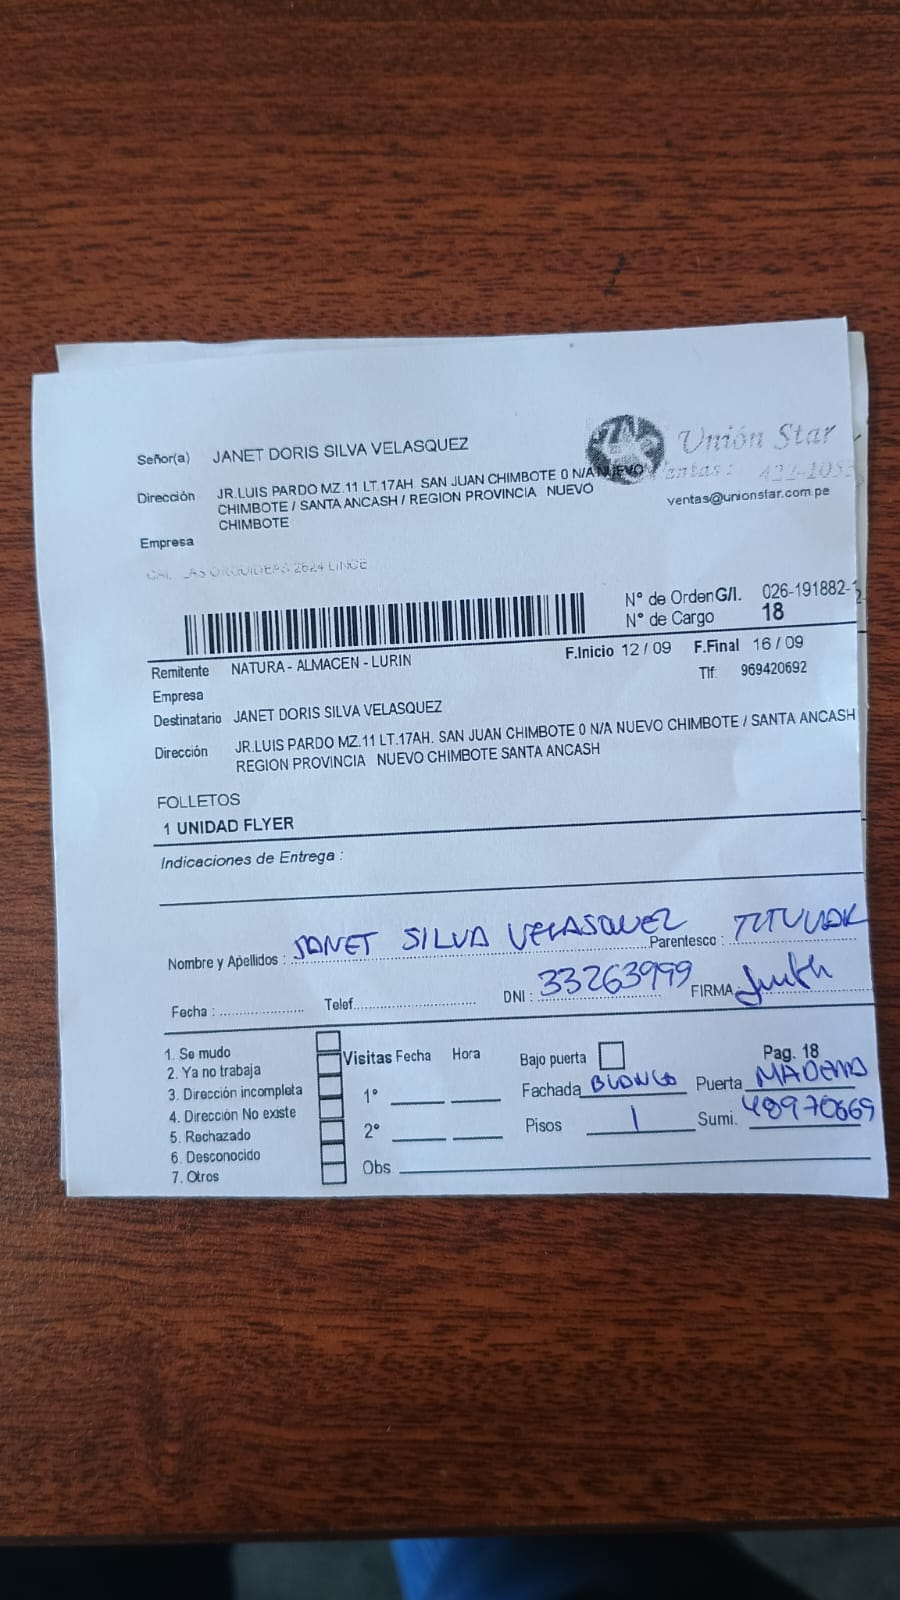 Señor(a) JANET DORIS SILVA VELASQUEZ
Unión Star
Dirección JR.LUIS PARDO MZ.11 LT.17AH. SAN JUAN CHIMBOTE 0 N/A NUEVO
CHIMBOTE / SANTA ANCASH / REGION PROVINCIA NUEVO
CHIMBOTE
ventas@unionstar.com.pe
Empresa
CAL. LAS ORQUIDEAS 2624 LINCE
N° de Orden G/I. 026-191882-
N° de Cargo 18
Remitente NATURA - ALMACEN - LURIN F.Inicio 12 / 09 F.Final 16 / 09
Empresa Tlf: 969420692
Destinatario JANET DORIS SILVA VELASQUEZ
Dirección JR.LUIS PARDO MZ.11 LT.17AH. SAN JUAN CHIMBOTE 0 N/A NUEVO CHIMBOTE / SANTA ANCASH
REGION PROVINCIA NUEVO CHIMBOTE SANTA ANCASH
FOLLETOS
1 UNIDAD FLYER
Indicaciones de Entrega :
Nombre y Apellidos : JANET SILVA VELASQUEZ Parentesco : TITULAR
Fecha : Telef. DNI : 33263999 FIRMA
1. Se mudo
2. Ya no trabaja
3. Dirección incompleta
4. Dirección No existe
5. Rechazado
6. Desconocido
7. Otros
Visitas Fecha Hora
1°
2°
Obs
Bajo puerta Pag. 18
Fachada BLANCO Puerta MADERA
Pisos 1 Sumi. 48970669